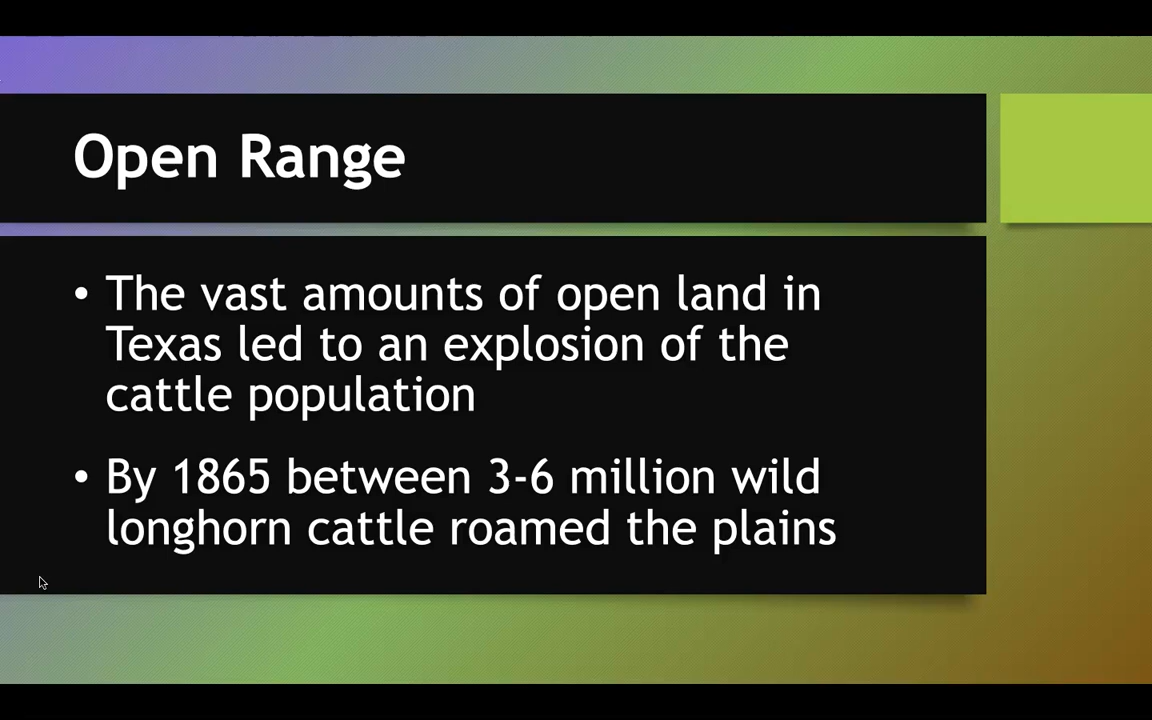 Open Range
• The vast amounts of open land in
Texas led to an explosion of the
cattle population
• By 1865 between 3-6 million wild
longhorn cattle roamed the plains